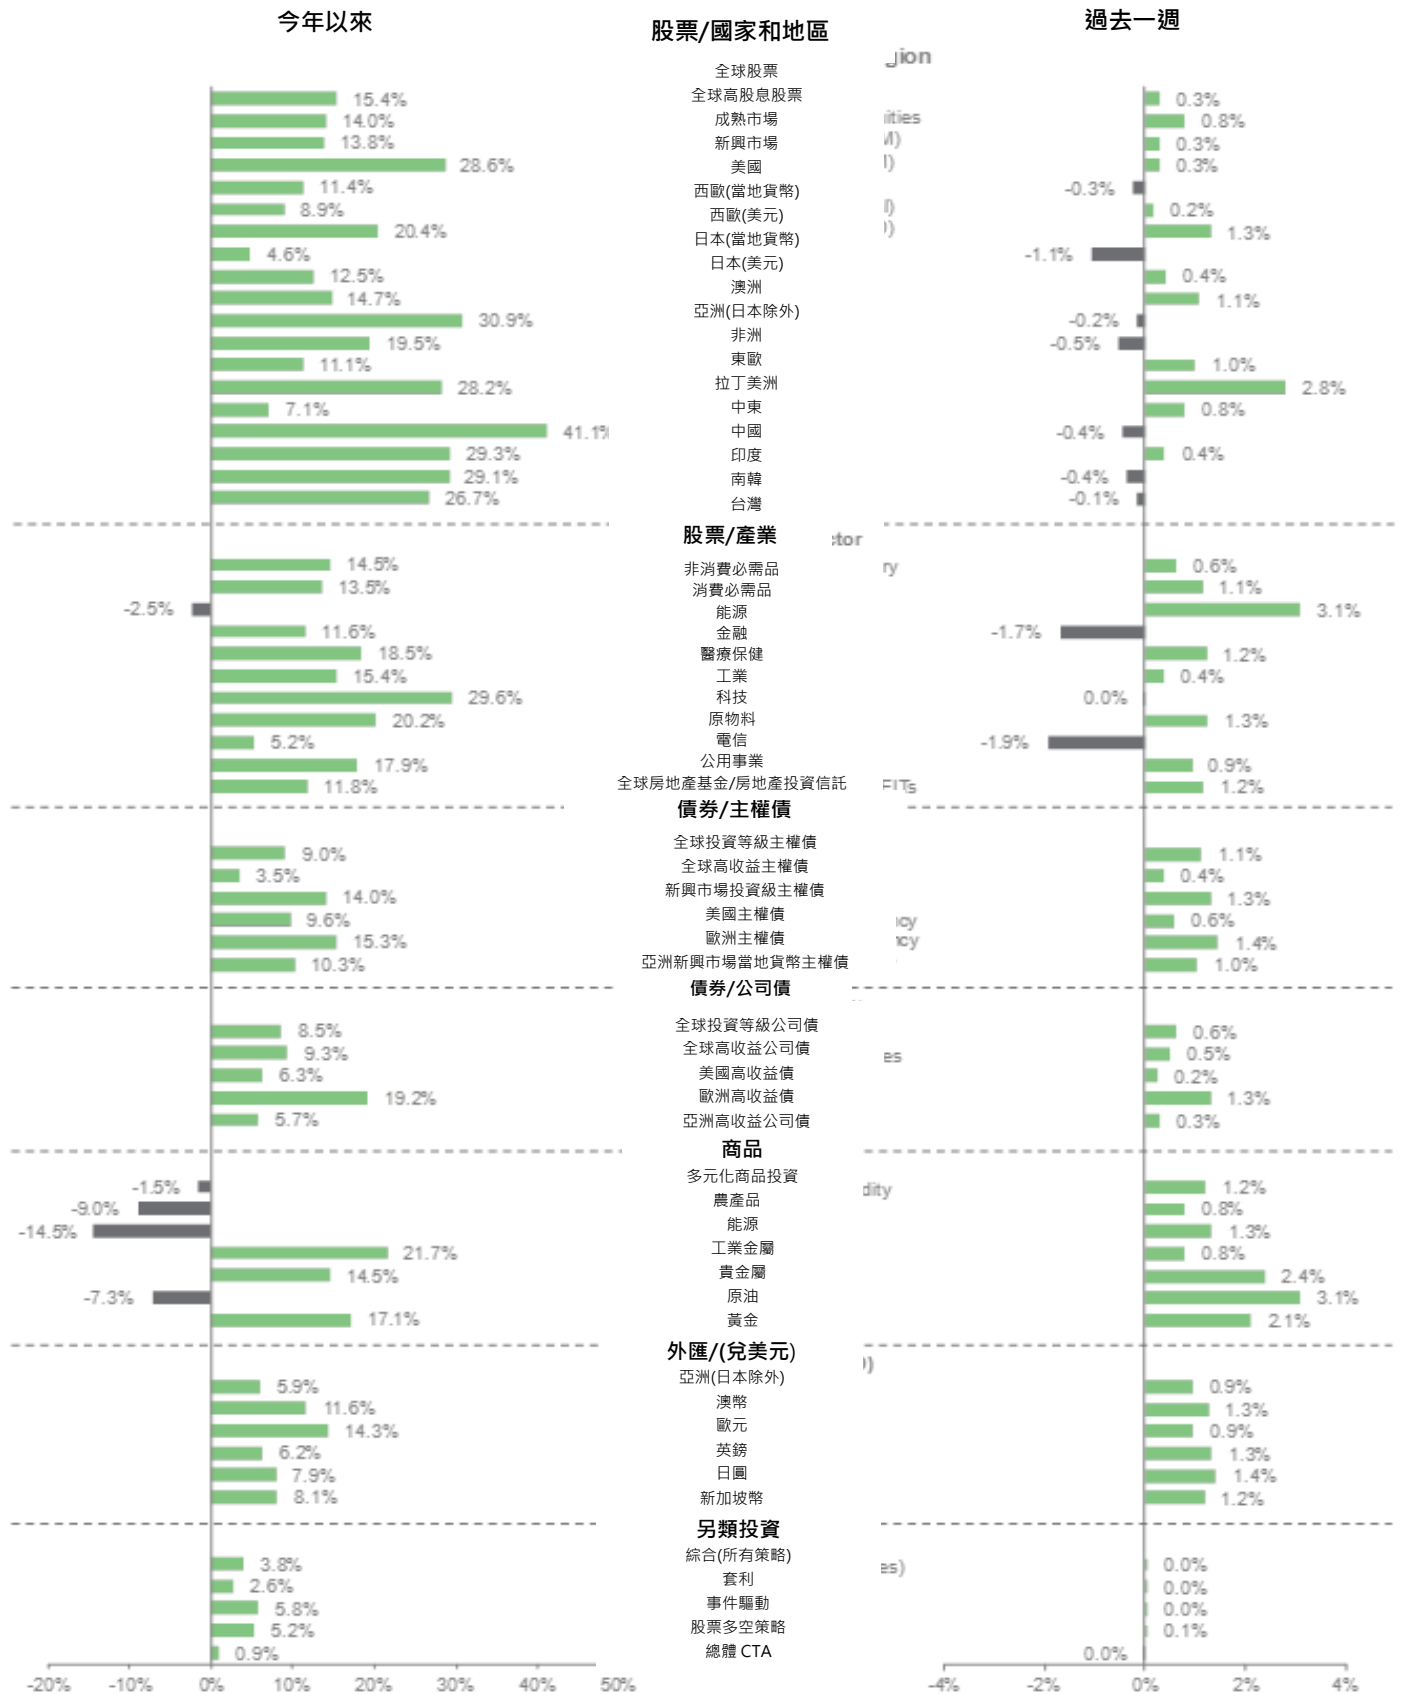 今年以來 股票/國家和地區 過去一週
gion
全球股票
15.4% 全球高股息股票 0.3%
14.0% 成熟市場 ities 0.8%
13.8% 新興市場 M) 0.3%
28.6% 美國 I) 0.3%
11.4% 西歐(當地貨幣) -0.3%
8.9% 西歐(美元) 0.2%
20.4% 日本(當地貨幣) 1.3%
4.6% 日本(美元) -1.1%
12.5% 澳洲 0.4%
14.7% 亞洲(日本除外) 1.1%
30.9% 非洲 -0.2%
19.5% 東歐 -0.5%
11.1% 拉丁美洲 1.0%
28.2% 中東 2.8%
7.1% 中國 0.8%
41.1% 印度 -0.4%
29.3% 南韓 0.4%
29.1% 台灣 -0.4%
26.7% -0.1%
股票/產業 ctor
14.5% 非消費必需品 ry 0.6%
13.5% 消費必需品 1.1%
-2.5% 能源 3.1%
11.6% 金融 -1.7%
18.5% 醫療保健 1.2%
15.4% 工業 0.4%
29.6% 科技 0.0%
20.2% 原物料 1.3%
5.2% 電信 -1.9%
17.9% 公用事業 0.9%
11.8% 全球房地產基金/房地產投資信託 EITs 1.2%
債券/主權債
9.0% 全球投資等級主權債 1.1%
3.5% 全球高收益主權債 0.4%
14.0% 新興市場投資級主權債 1.3%
9.6% 美國主權債 ncy 0.6%
15.3% 歐洲主權債 ncy 1.4%
10.3% 亞洲新興市場當地貨幣主權債 1.0%
債券/公司債
8.5% 全球投資等級公司債 0.6%
9.3% 全球高收益公司債 es 0.5%
6.3% 美國高收益債 0.2%
19.2% 歐洲高收益債 1.3%
5.7% 亞洲高收益公司債 0.3%
商品
-1.5% 多元化商品投資 dity 1.2%
-9.0% 農產品 0.8%
-14.5% 能源 1.3%
21.7% 工業金屬 0.8%
14.5% 貴金屬 2.4%
-7.3% 原油 3.1%
17.1% 黃金 2.1%
外匯/(兌美元)
5.9% 亞洲(日本除外) 0.9%
11.6% 澳幣 1.3%
14.3% 歐元 0.9%
6.2% 英鎊 1.3%
7.9% 日圓 1.4%
8.1% 新加坡幣 1.2%
另類投資
3.8% 綜合(所有策略) es) 0.0%
2.6% 套利 0.0%
5.8% 事件驅動 0.0%
5.2% 股票多空策略 0.1%
0.9% 總體 CTA 0.0%
-20% -10% 0% 10% 20% 30% 40% 50% -4% -2% 0% 2% 4%